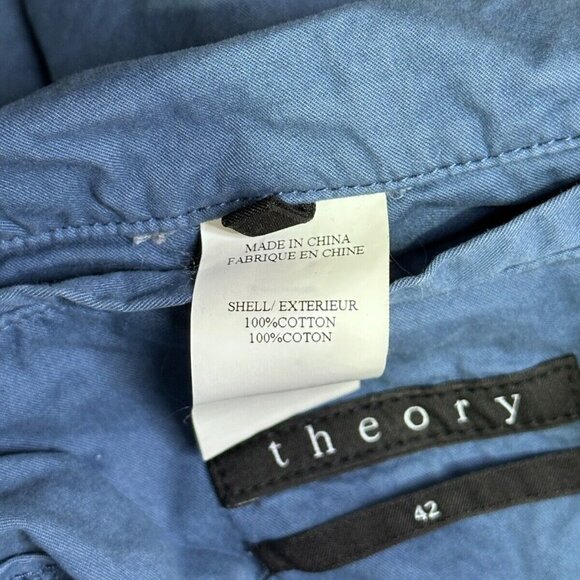 MADE IN CHINA
FABRIQUE EN CHINE
SHELL/ EXTERIEUR
100%COTTON
100%COTON
theory
42